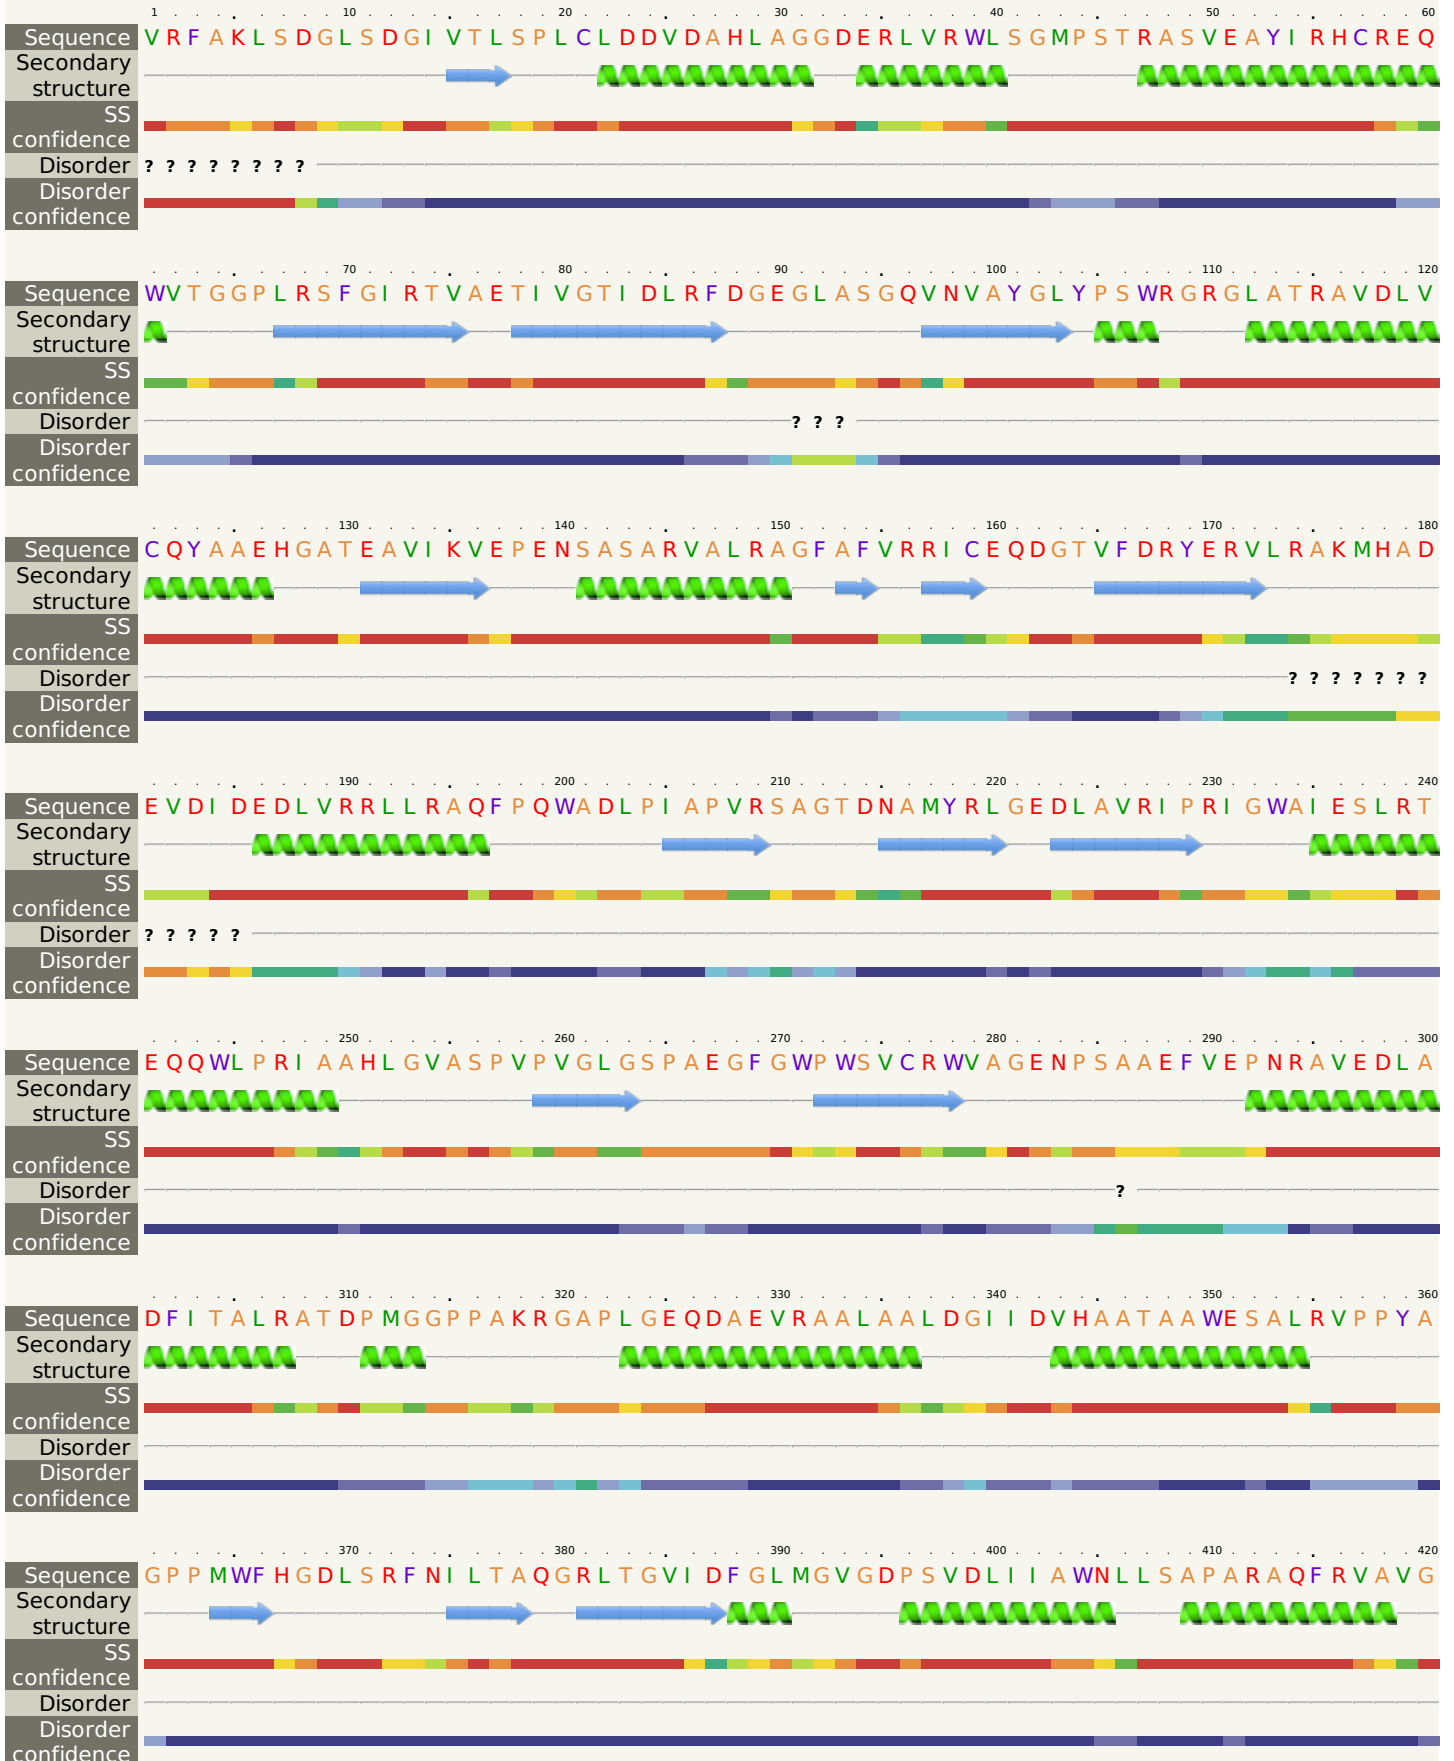 1 . . . . . . . . 10 . . . . . . . . . 20 . . . . . . . . . 30 . . . . . . . . . 40 . . . . . . . . . 50 . . . . . . . . . 60
Sequence V R F A K L S D G L S D G I V T L S P L C L D D V D A H L A G G D E R L V R W L S G M P S T R A S V E A Y I R H C R E Q
Secondary
structure
SS
confidence
Disorder ? ? ? ? ? ? ? ?
Disorder
confidence
. . . . . . . . . 70 . . . . . . . . . 80 . . . . . . . . . 90 . . . . . . . . . 100 . . . . . . . . . 110 . . . . . . . . . 120
Sequence W V T G G P L R S F G I R T V A E T I V G T I D L R F D G E G L A S G Q V N V A Y G L Y P S W R G R G L A T R A V D L V
Secondary
structure
SS
confidence
Disorder ? ? ?
Disorder
confidence
. . . . . . . . . 130 . . . . . . . . . 140 . . . . . . . . . 150 . . . . . . . . . 160 . . . . . . . . . 170 . . . . . . . . . 180
Sequence C Q Y A A E H G A T E A V I K V E P E N S A S A R V A L R A G F A F V R R I C E Q D G T V F D R Y E R V L R A K M H A D
Secondary
structure
SS
confidence
Disorder ? ? ? ? ? ? ?
Disorder
confidence
. . . . . . . . . 190 . . . . . . . . . 200 . . . . . . . . . 210 . . . . . . . . . 220 . . . . . . . . . 230 . . . . . . . . . 240
Sequence E V D I D E D L V R R L L R A Q F P Q W A D L P I A P V R S A G T D N A M Y R L G E D L A V R I P R I G W A I E S L R T
Secondary
structure
SS
confidence
Disorder ? ? ? ? ?
Disorder
confidence
. . . . . . . . . 250 . . . . . . . . . 260 . . . . . . . . . 270 . . . . . . . . . 280 . . . . . . . . . 290 . . . . . . . . . 300
Sequence E Q Q W L P R I A A H L G V A S P V P V G L G S P A E G F G W P W S V C R W V A G E N P S A A E F V E P N R A V E D L A
Secondary
structure
SS
confidence
Disorder ?
Disorder
confidence
. . . . . . . . . 310 . . . . . . . . . 320 . . . . . . . . . 330 . . . . . . . . . 340 . . . . . . . . . 350 . . . . . . . . . 360
Sequence D F I T A L R A T D P M G G P P A K R G A P L G E Q D A E V R A A L A A L D G I I D V H A A T A A W E S A L R V P P Y A
Secondary
structure
SS
confidence
Disorder
Disorder
confidence
. . . . . . . . . 370 . . . . . . . . . 380 . . . . . . . . . 390 . . . . . . . . . 400 . . . . . . . . . 410 . . . . . . . . . 420
Sequence G P P M W F H G D L S R F N I L T A Q G R L T G V I D F G L M G V G D P S V D L I I A W N L L S A P A R A Q F R V A V G
Secondary
structure
SS
confidence
Disorder
Disorder
confidence